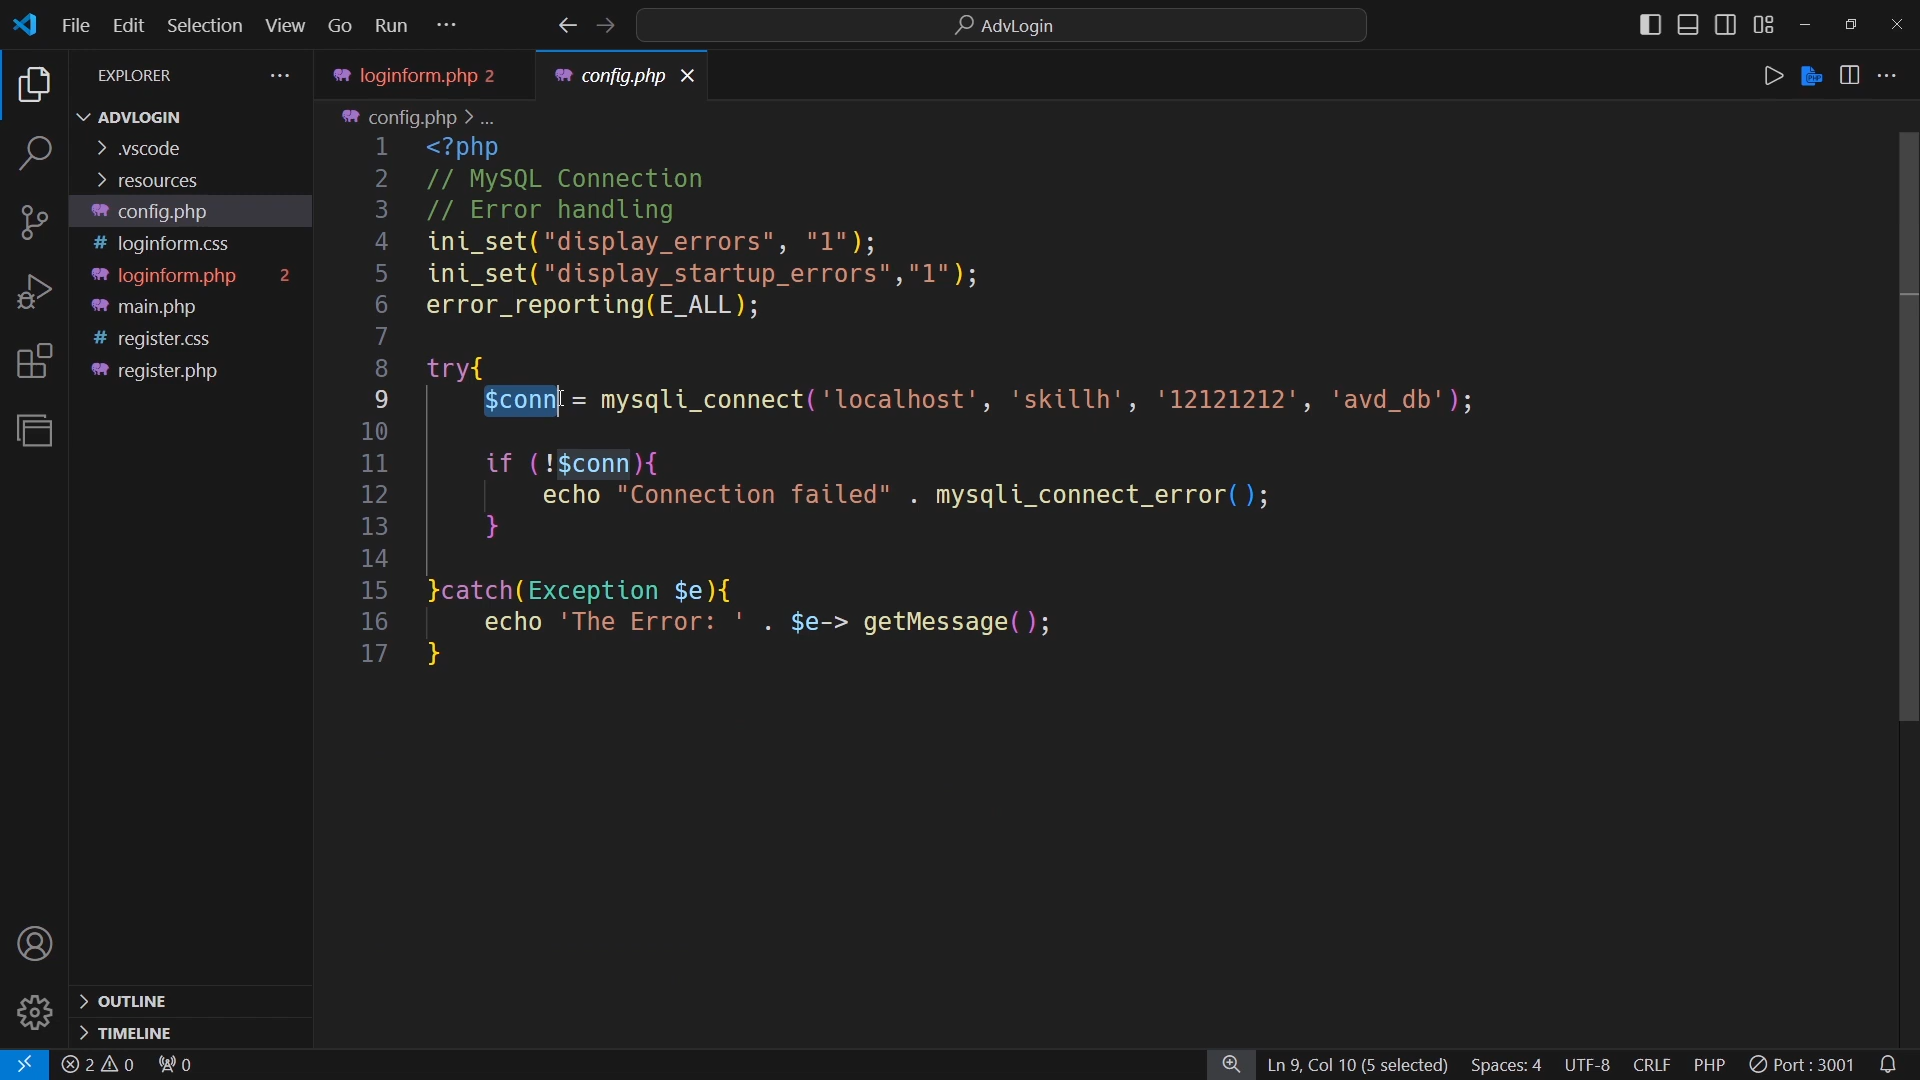 File Edit Selection View Go Run ··· AdvLogin
EXPLORER ···
ADVLOGIN
.vscode
resources
config.php
# loginform.css
loginform.php 2
main.php
# register.css
register.php
OUTLINE
TIMELINE
loginform.php 2 config.php
PHP ···
config.php > ...
1 <?php
2 // MySQL Connection
3 // Error handling
4 ini_set("display_errors", "1");
5 ini_set("display_startup_errors","1");
6 error_reporting(E_ALL);
7
8 try{
9 $conn = mysqli_connect('localhost', 'skillh', '12121212', 'avd_db');
10
11 if (!$conn){
12 echo "Connection failed" . mysqli_connect_error();
13 }
14
15 }catch(Exception $e){
16 echo 'The Error: ' . $e-> getMessage();
17 }
2 0 0 Ln 9, Col 10 (5 selected) Spaces: 4 UTF-8 CRLF PHP Port : 3001